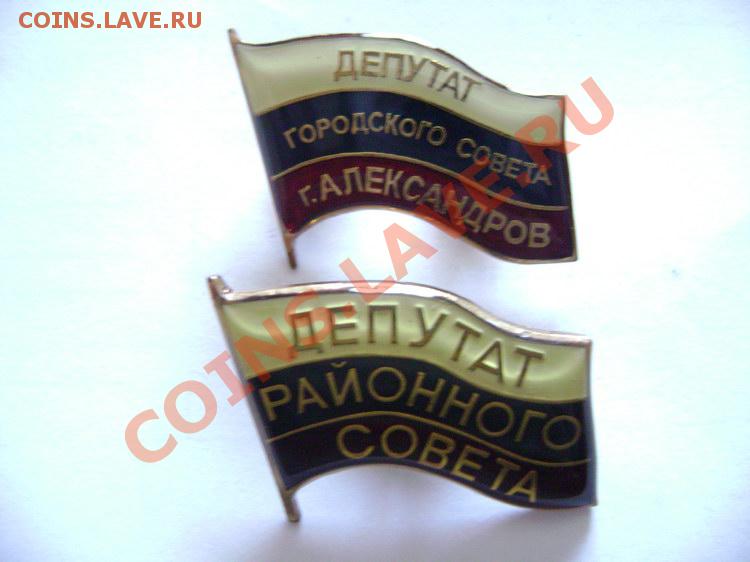 COINS.LAVE.RU
ДЕПУТАТ
ГОРОДСКОГО СОВЕТА
г.АЛЕКСАНДРОВ
COINS.LAVE.RU
ДЕПУТАТ
РАЙОННОГО
СОВЕТА